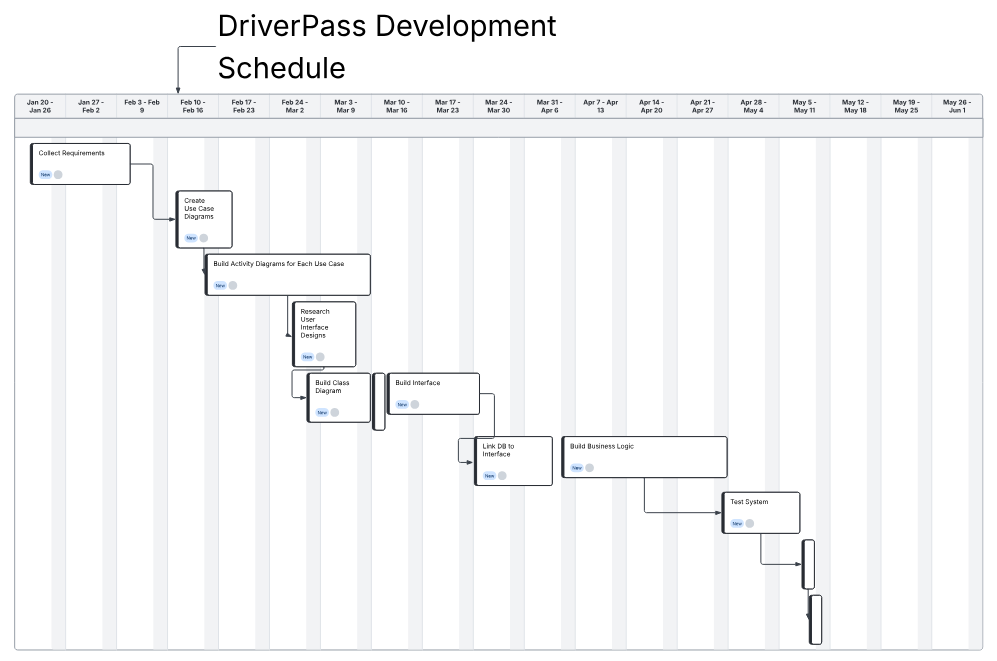 DriverPass Development
Schedule
Jan 20 - Jan 27 - Feb 3 - Feb Feb 10 - Feb 17 - Feb 24 - Mar 3 - Mar 10 - Mar 17 - Mar 24 - Mar 31 - Apr 7 - Apr Apr 14 - Apr 21 - Apr 28 - May 5 - May 12 - May 19 - May 26 -
Jan 26 Feb 2 9 Feb 16 Feb 23 Mar 2 Mar 9 Mar 16 Mar 23 Mar 30 Apr 6 13 Apr 20 Apr 27 May 4 May 11 May 18 May 25 Jun 1
Collect Requirements
New
Create
Use Case
Diagrams
New
Build Activity Diagrams for Each Use Case
New
Research
User
Interface
Designs
New
Build Class
Diagram
New
Build Interface
New
Link DB to
Interface
New
Build Business Logic
New
Test System
New